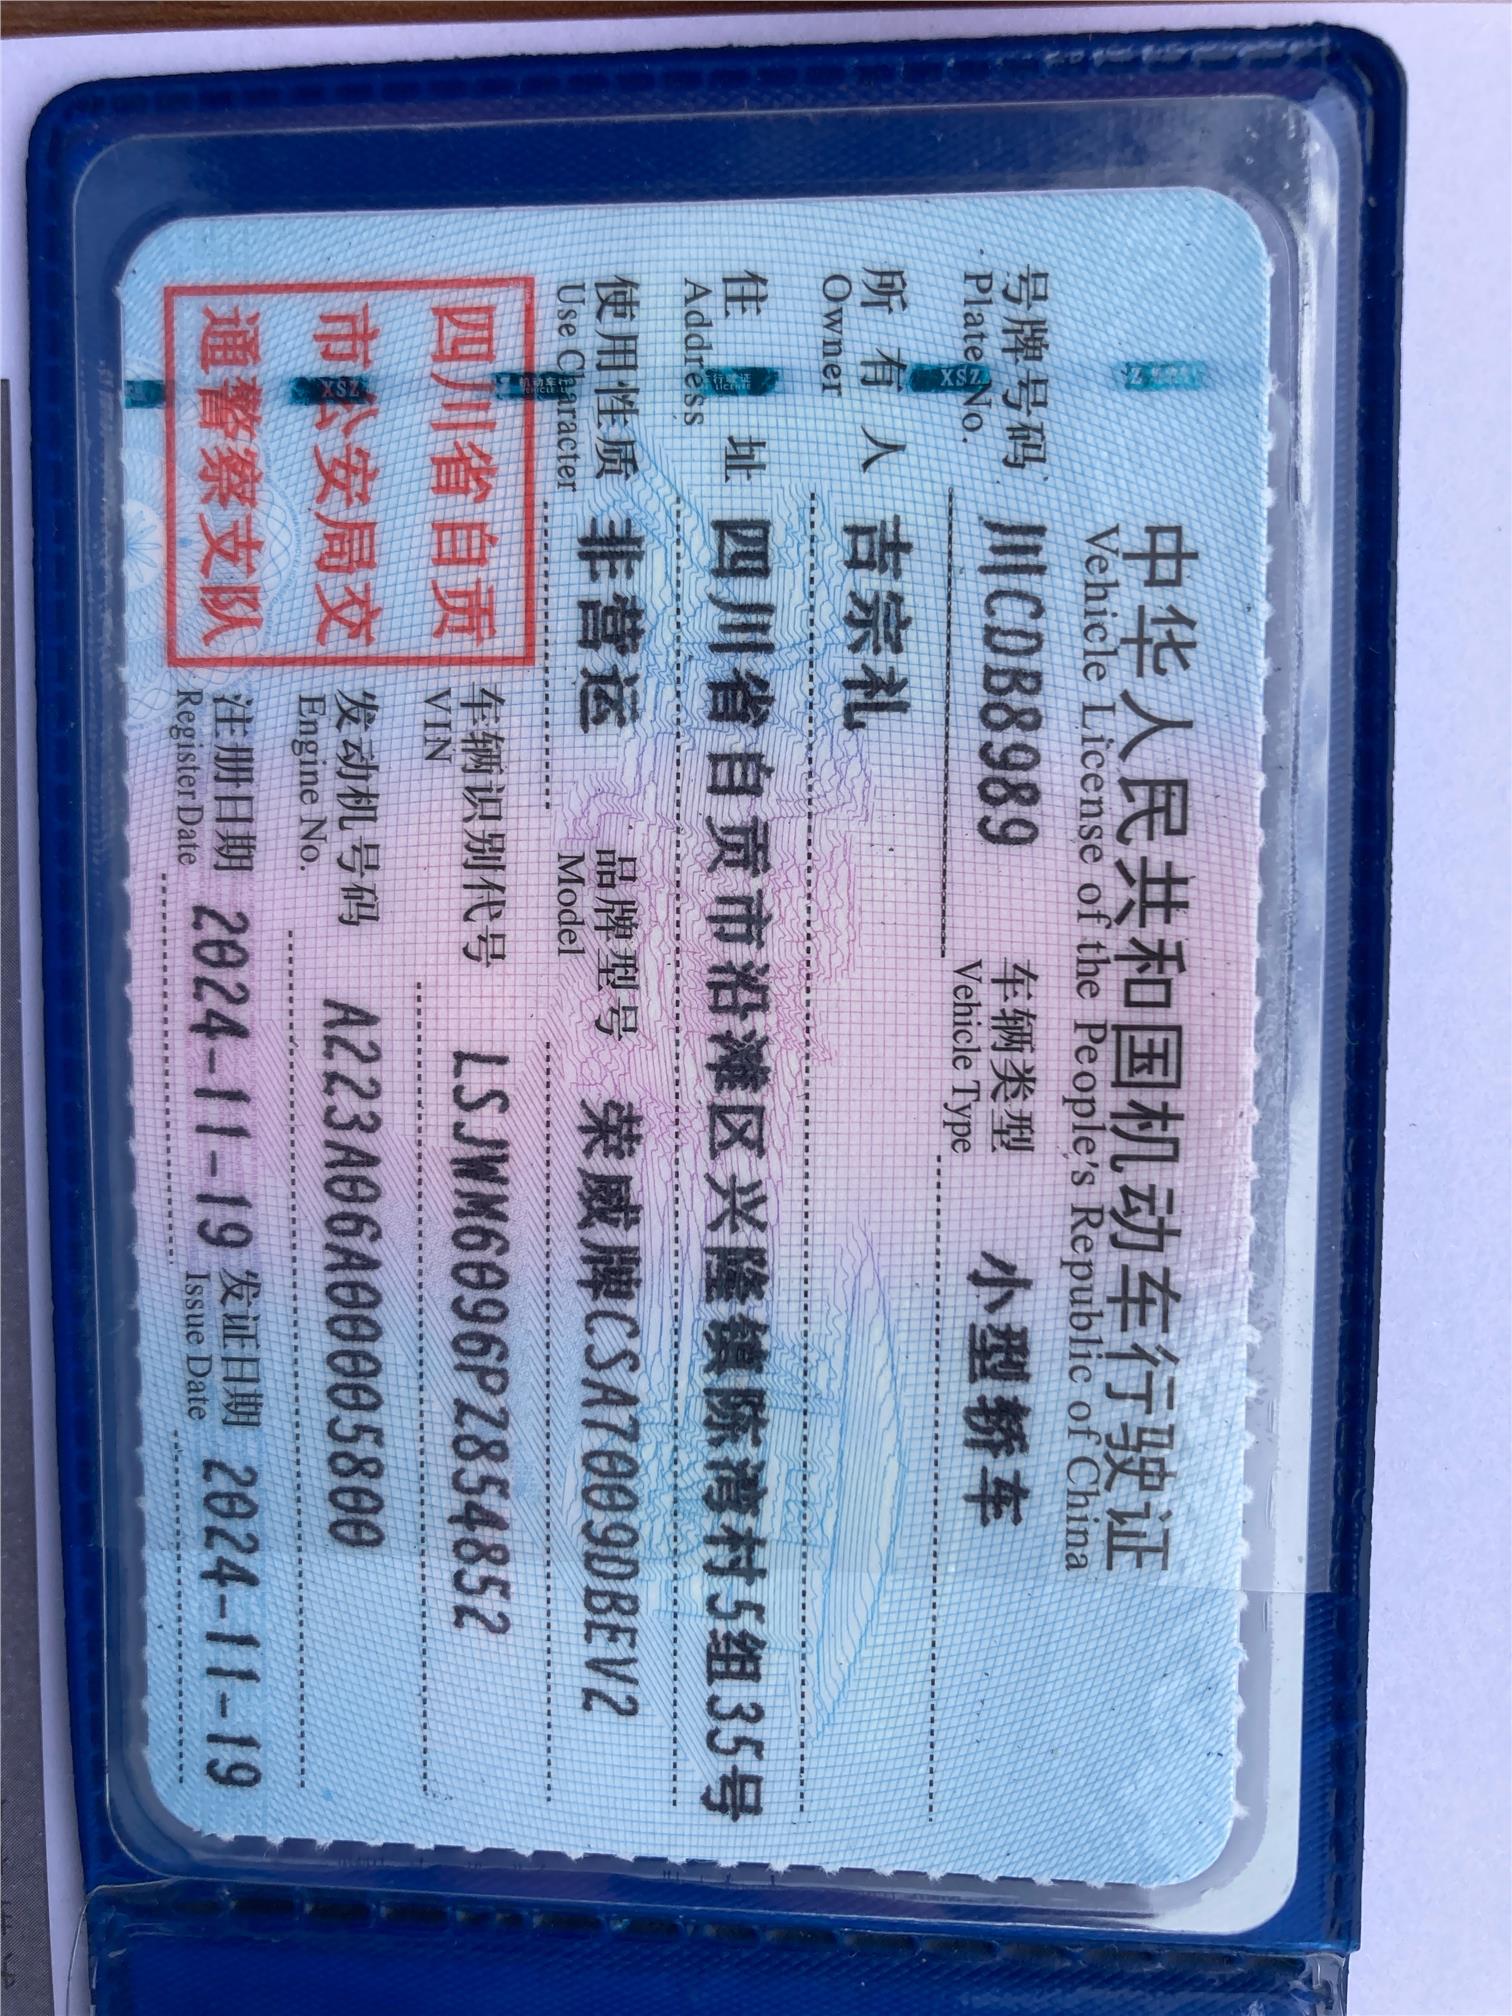 中华人民共和国机动车行驶证
Vehicle License of the People's Republic of China
号牌号码 川CDB8989 车辆类型 小型轿车
Plate No. Vehicle Type
所有人 吉宗礼
Owner
住址 四川省自贡市沿滩区兴隆镇陈湾村5组35号
Address
使用性质 非营运 品牌型号 荣威牌CSA7009DBEV2
Use Character Model
四川省自贡
市公安局交
通警察支队
车辆识别代号 LSJWM6096PZ854852
VIN
发动机号码 A223A06A0005800
Engine No.
注册日期 2024-11-19 发证日期 2024-11-19
Register Date Issue Date